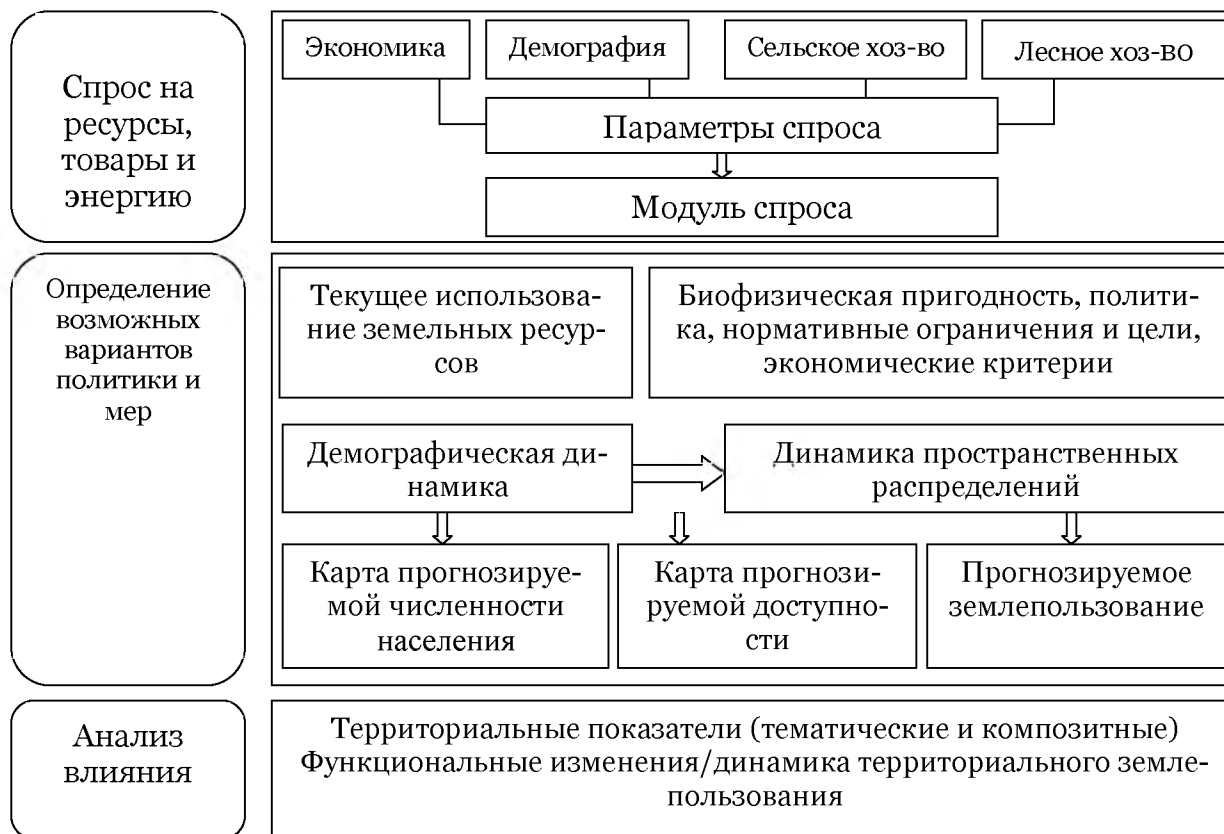 Спрос на
ресурсы,
товары и
энергию
Экономика
Демография
Сельское хоз-во
Лесное хоз-во
Параметры спроса
Модуль спроса
Определение
возможных
вариантов
политики и
мер
Текущее использова-
ние земельных ресур-
сов
Биофизическая пригодность, полити-
ка, нормативные ограничения и цели,
экономические критерии
Демографическая ди-
намика
Динамика пространственных
распределений
Карта прогнозируе-
мой численности
населения
Карта прогнози-
руемой доступно-
сти
Прогнозируемое
землепользование
Анализ
влияния
Территориальные показатели (тематические и композитные)
Функциональные изменения/динамика территориального земле-
пользования